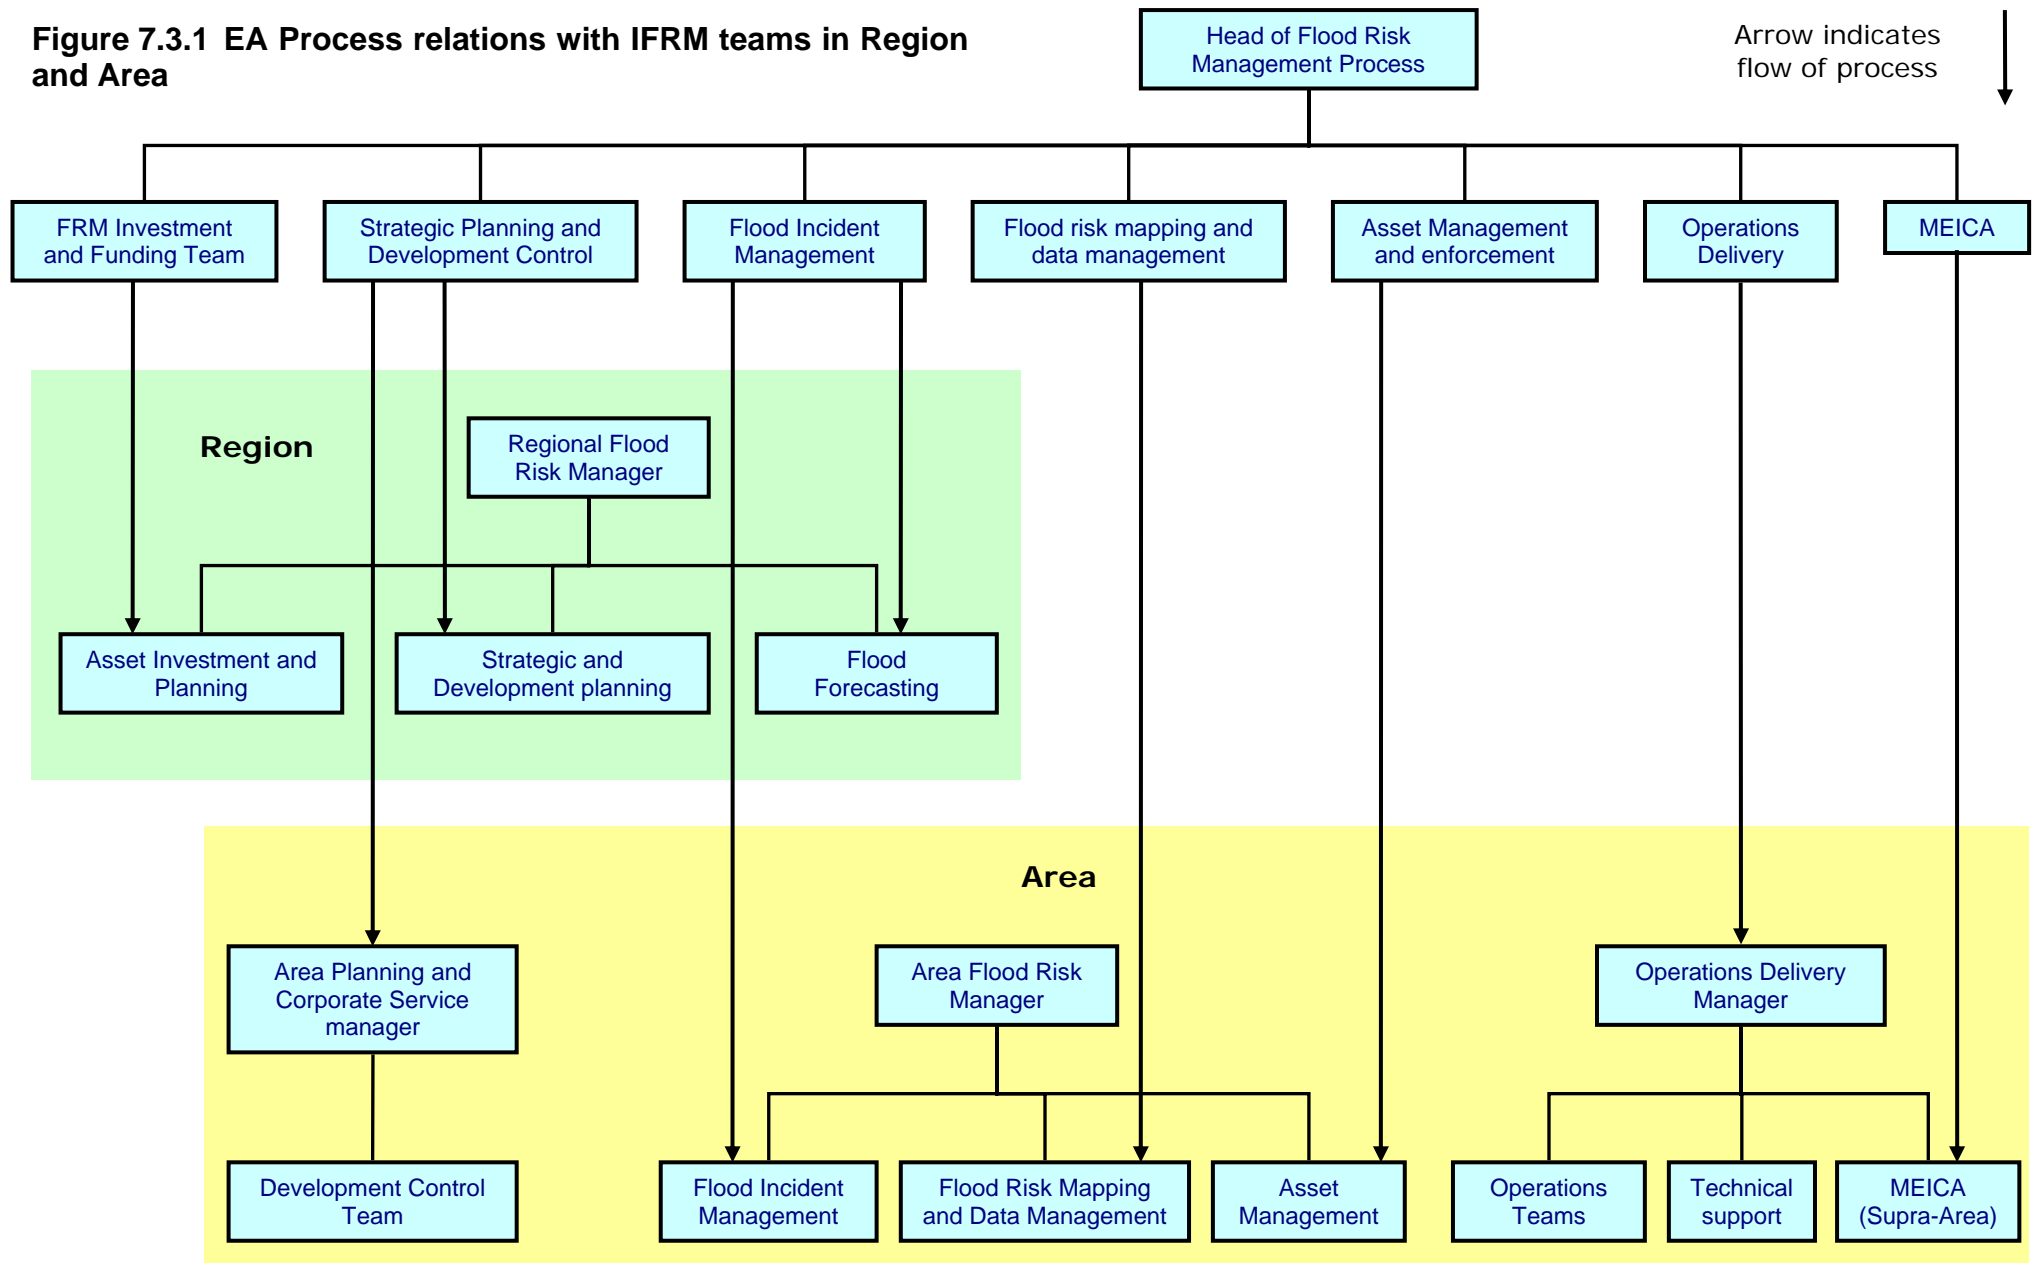 Figure 7.3.1 EA Process relations with IFRM teams in Region
and Area
Head of Flood Risk
Management Process
Arrow indicates
flow of process
FRM Investment
and Funding Team
Strategic Planning and
Development Control
Flood Incident
Management
Flood risk mapping and
data management
Asset Management
and enforcement
Operations
Delivery
MEICA
Region
Regional Flood
Risk Manager
Asset Investment and
Planning
Strategic and
Development planning
Flood
Forecasting
Area
Area Planning and
Corporate Service
manager
Area Flood Risk
Manager
Operations Delivery
Manager
Development Control
Team
Flood Incident
Management
Flood Risk Mapping
and Data Management
Asset
Management
Operations
Teams
Technical
support
MEICA
(Supra-Area)